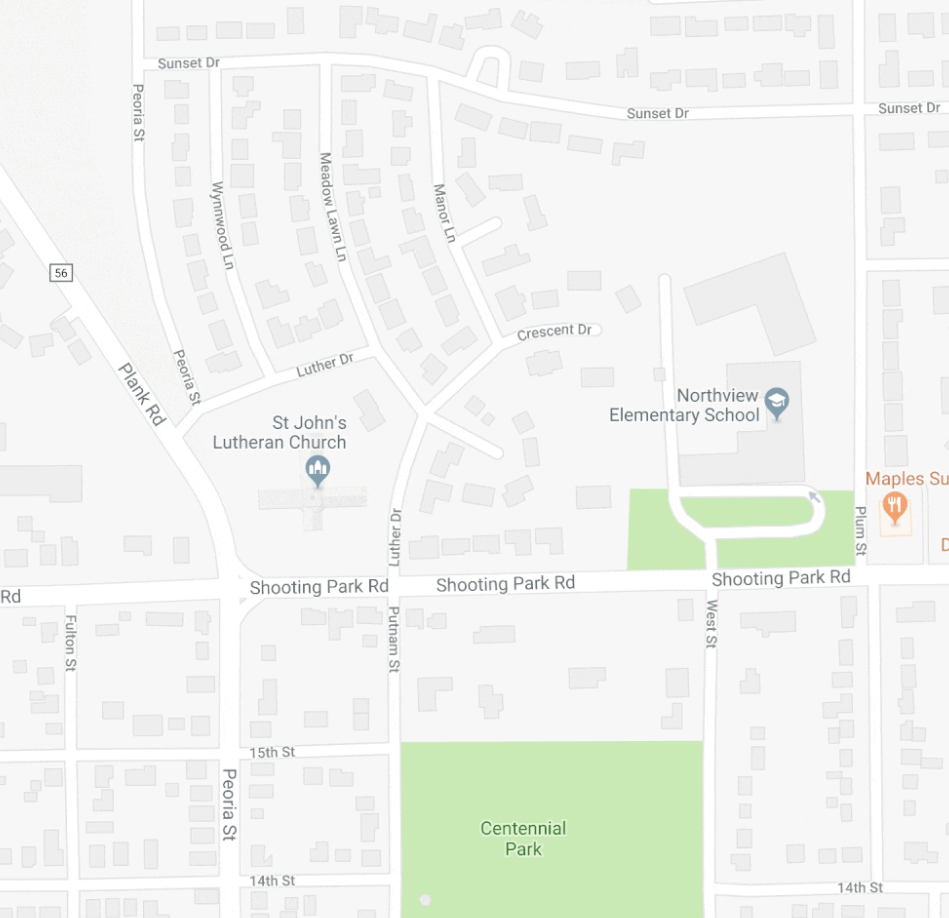 Sunset Dr
Peoria St
Sunset Dr
Sunset Dr
Wynnwood Ln
Meadow Lawn Ln
Manor Ln
56
Crescent Dr
Peoria St
Luther Dr
Plank Rd
Northview
Elementary School
St John's
Lutheran Church
Maples Su
Luther Dr
Plum St
D
Rd
Shooting Park Rd
Shooting Park Rd
Shooting Park Rd
Fulton St
Putnam St
West St
15th St
Peoria St
Centennial
Park
14th St
14th St